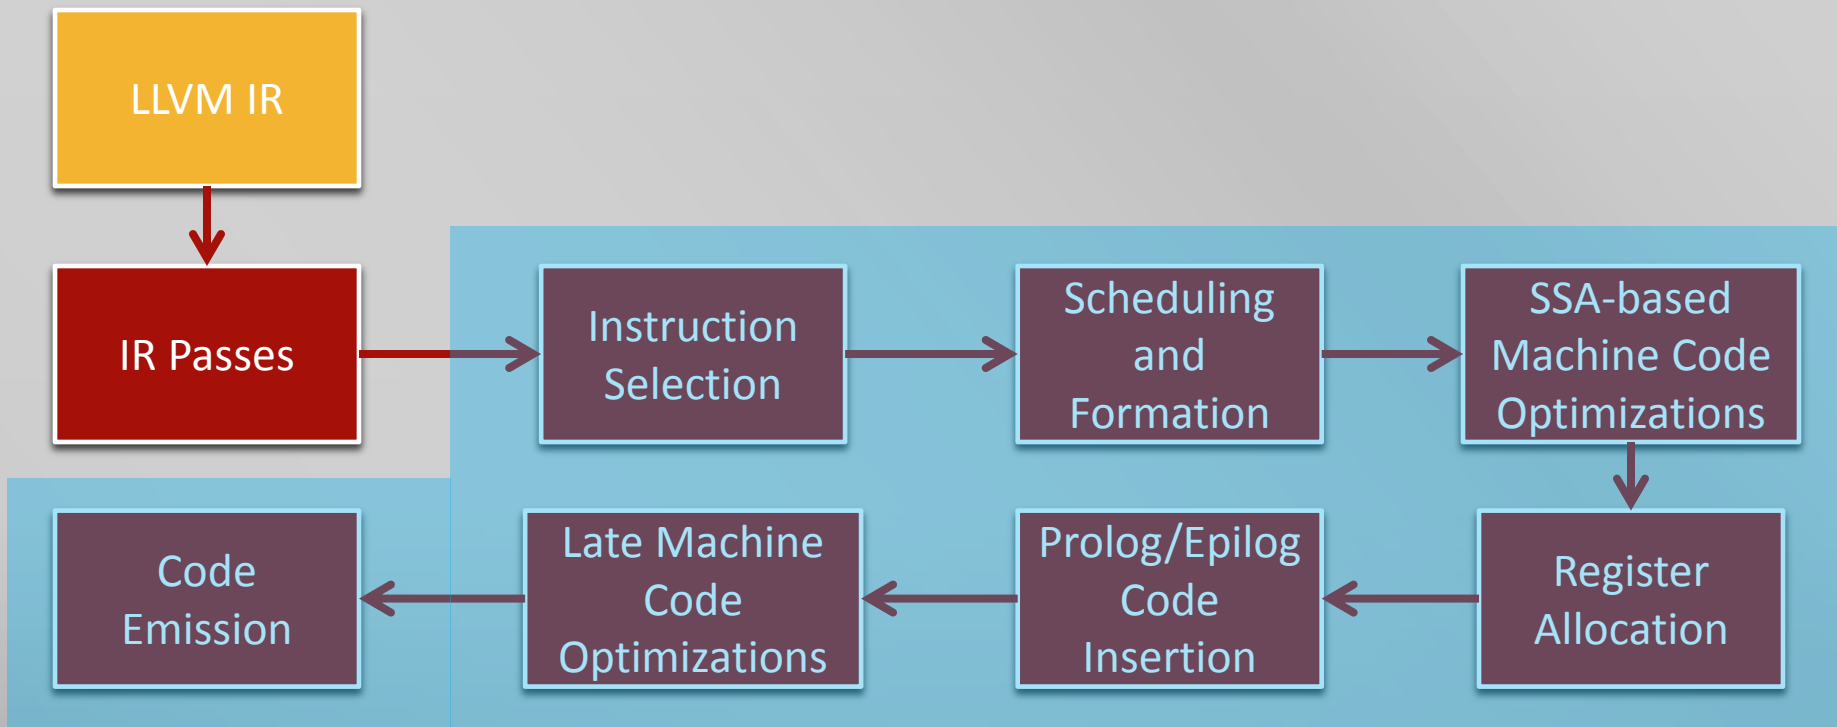 LLVM IR
IR Passes
Instruction
Selection
Scheduling
and
Formation
SSA-based
Machine Code
Optimizations
Register
Allocation
Prolog/Epilog
Code
Insertion
Late Machine
Code
Optimizations
Code
Emission